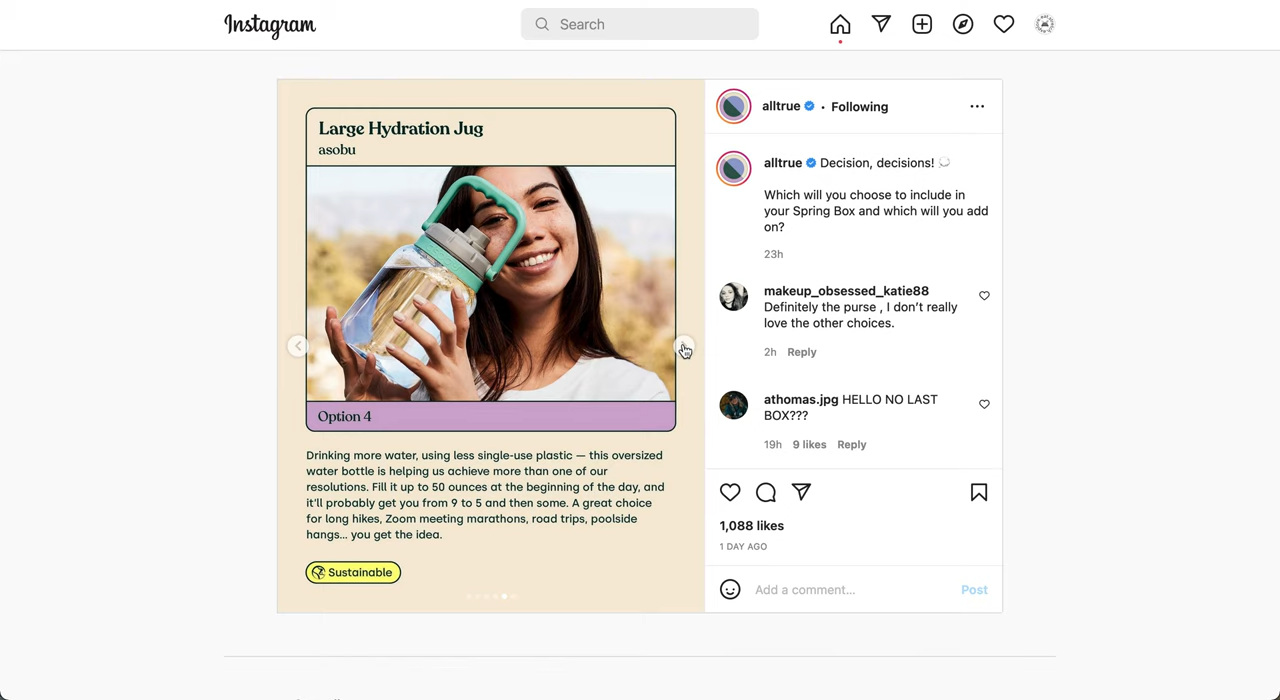 Instagram
Search
Large Hydration Jug
asobu
Option 4
Drinking more water, using less single-use plastic — this oversized
water bottle is helping us achieve more than one of our
resolutions. Fill it up to 50 ounces at the beginning of the day, and
it'll probably get you from 9 to 5 and then some. A great choice
for long hikes, Zoom meeting marathons, road trips, poolside
hangs... you get the idea.
Sustainable
alltrue • Following
alltrue Decision, decisions!
Which will you choose to include in
your Spring Box and which will you add
on?
23h
makeup_obsessed_katie88
Definitely the purse , I don't really
love the other choices.
2h Reply
athomas.jpg HELLO NO LAST
BOX???
19h 9 likes Reply
1,088 likes
1 DAY AGO
Add a comment... Post